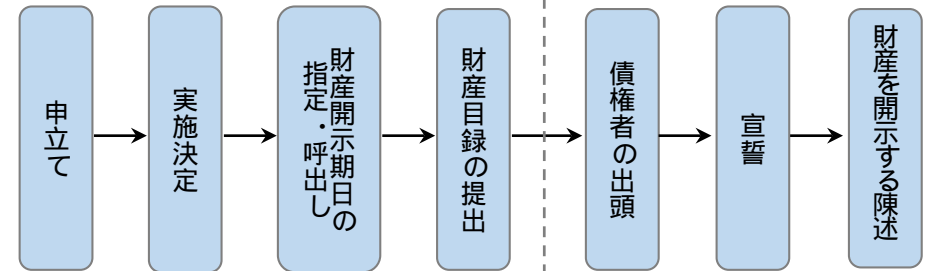 申立て
実施決定
財産開示期日の
指定・呼出し
財産目録の提出
債権者の出頭
宣誓
財産を開示する陳述